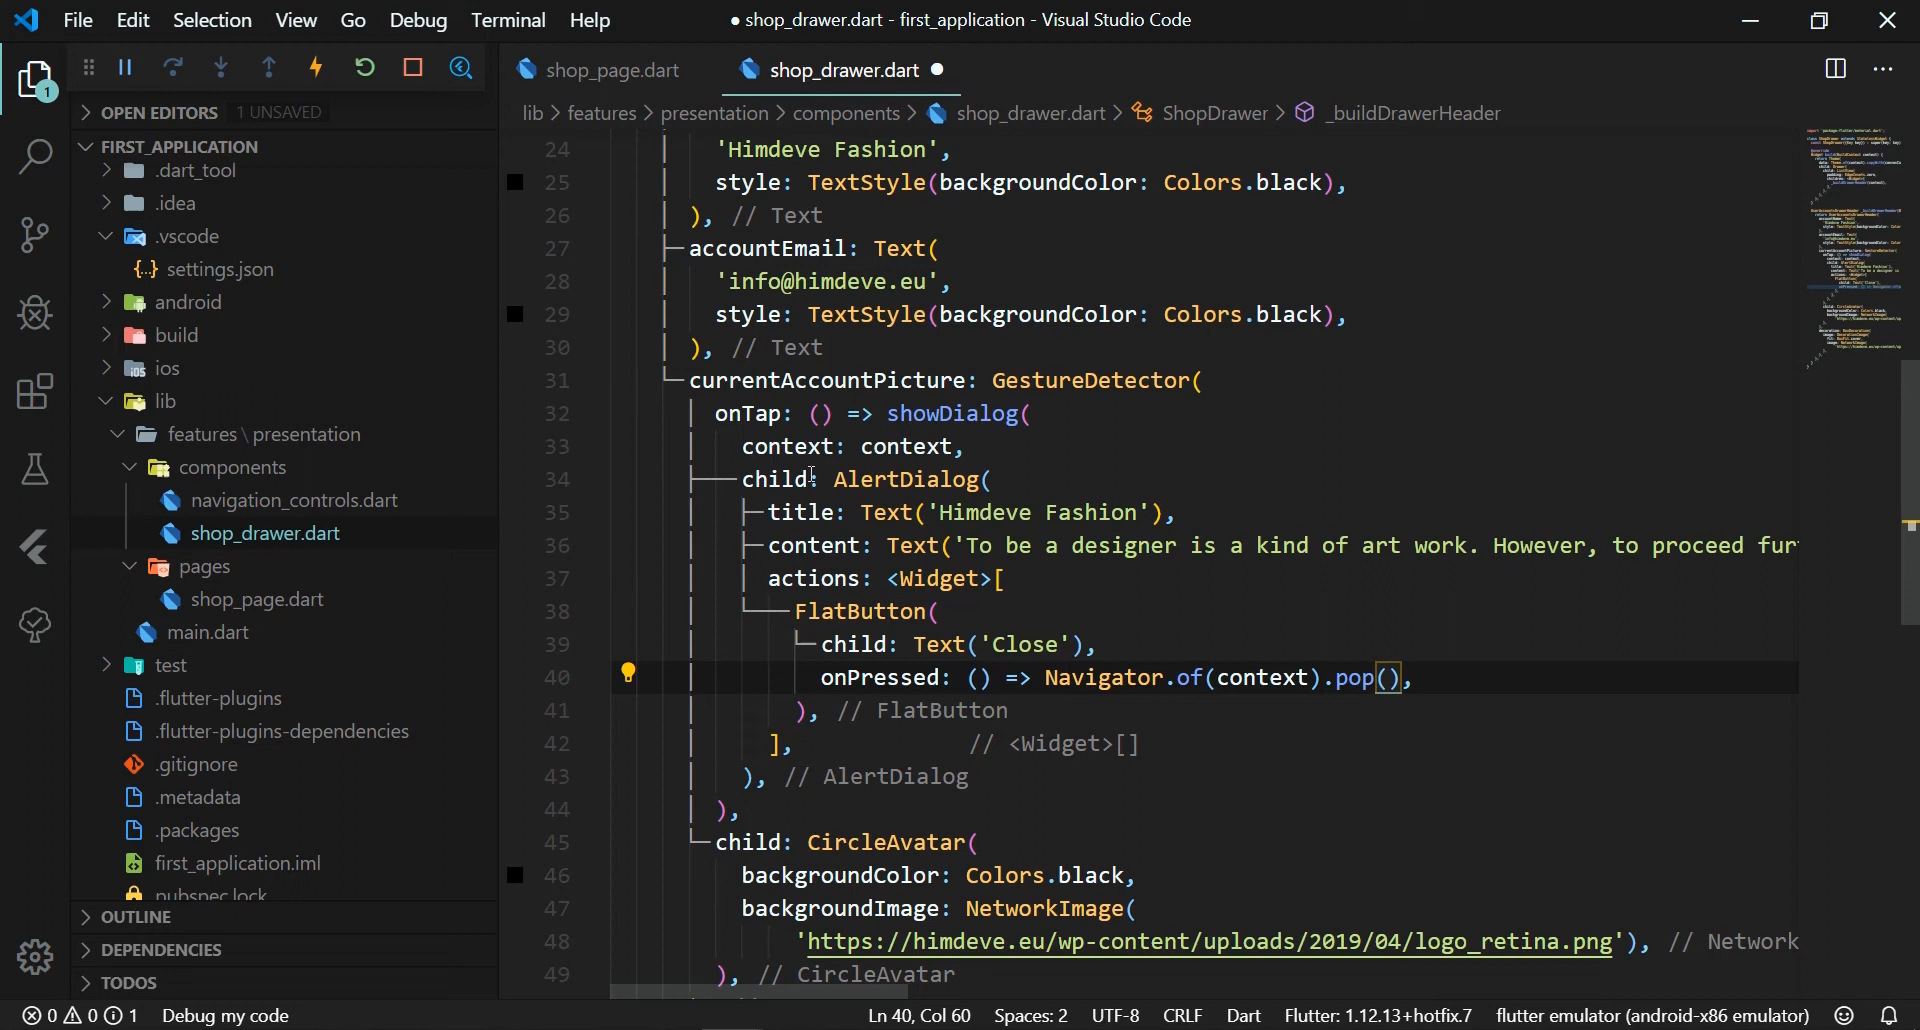 File Edit Selection View Go Debug Terminal Help
● shop_drawer.dart - first_application - Visual Studio Code
1
shop_page.dart
shop_drawer.dart
OPEN EDITORS 1 UNSAVED
lib > features > presentation > components > shop_drawer.dart > ShopDrawer > _buildDrawerHeader
FIRST_APPLICATION
.dart_tool
.idea
.vscode
settings.json
android
build
ios
lib
features \ presentation
components
navigation_controls.dart
shop_drawer.dart
pages
shop_page.dart
main.dart
test
.flutter-plugins
.flutter-plugins-dependencies
.gitignore
.metadata
.packages
first_application.iml
pubspec.lock
OUTLINE
DEPENDENCIES
TODOS
24 'Himdeve Fashion',
25 style: TextStyle(backgroundColor: Colors.black),
26 ), // Text
27 accountEmail: Text(
28 'info@himdeve.eu',
29 style: TextStyle(backgroundColor: Colors.black),
30 ), // Text
31 currentAccountPicture: GestureDetector(
32 onTap: () => showDialog(
33 context: context,
34 child: AlertDialog(
35 title: Text('Himdeve Fashion'),
36 content: Text('To be a designer is a kind of art work. However, to proceed fur
37 actions: <Widget>[
38 FlatButton(
39 child: Text('Close'),
40 onPressed: () => Navigator.of(context).pop(),
41 ), // FlatButton
42 ], // <Widget>[]
43 ), // AlertDialog
44 ),
45 child: CircleAvatar(
46 backgroundColor: Colors.black,
47 backgroundImage: NetworkImage(
48 'https://himdeve.eu/wp-content/uploads/2019/04/logo_retina.png'), // Network
49 ), // CircleAvatar
0 0 1 Debug my code
Ln 40, Col 60 Spaces: 2 UTF-8 CRLF Dart Flutter: 1.12.13+hotfix.7 flutter emulator (android-x86 emulator)